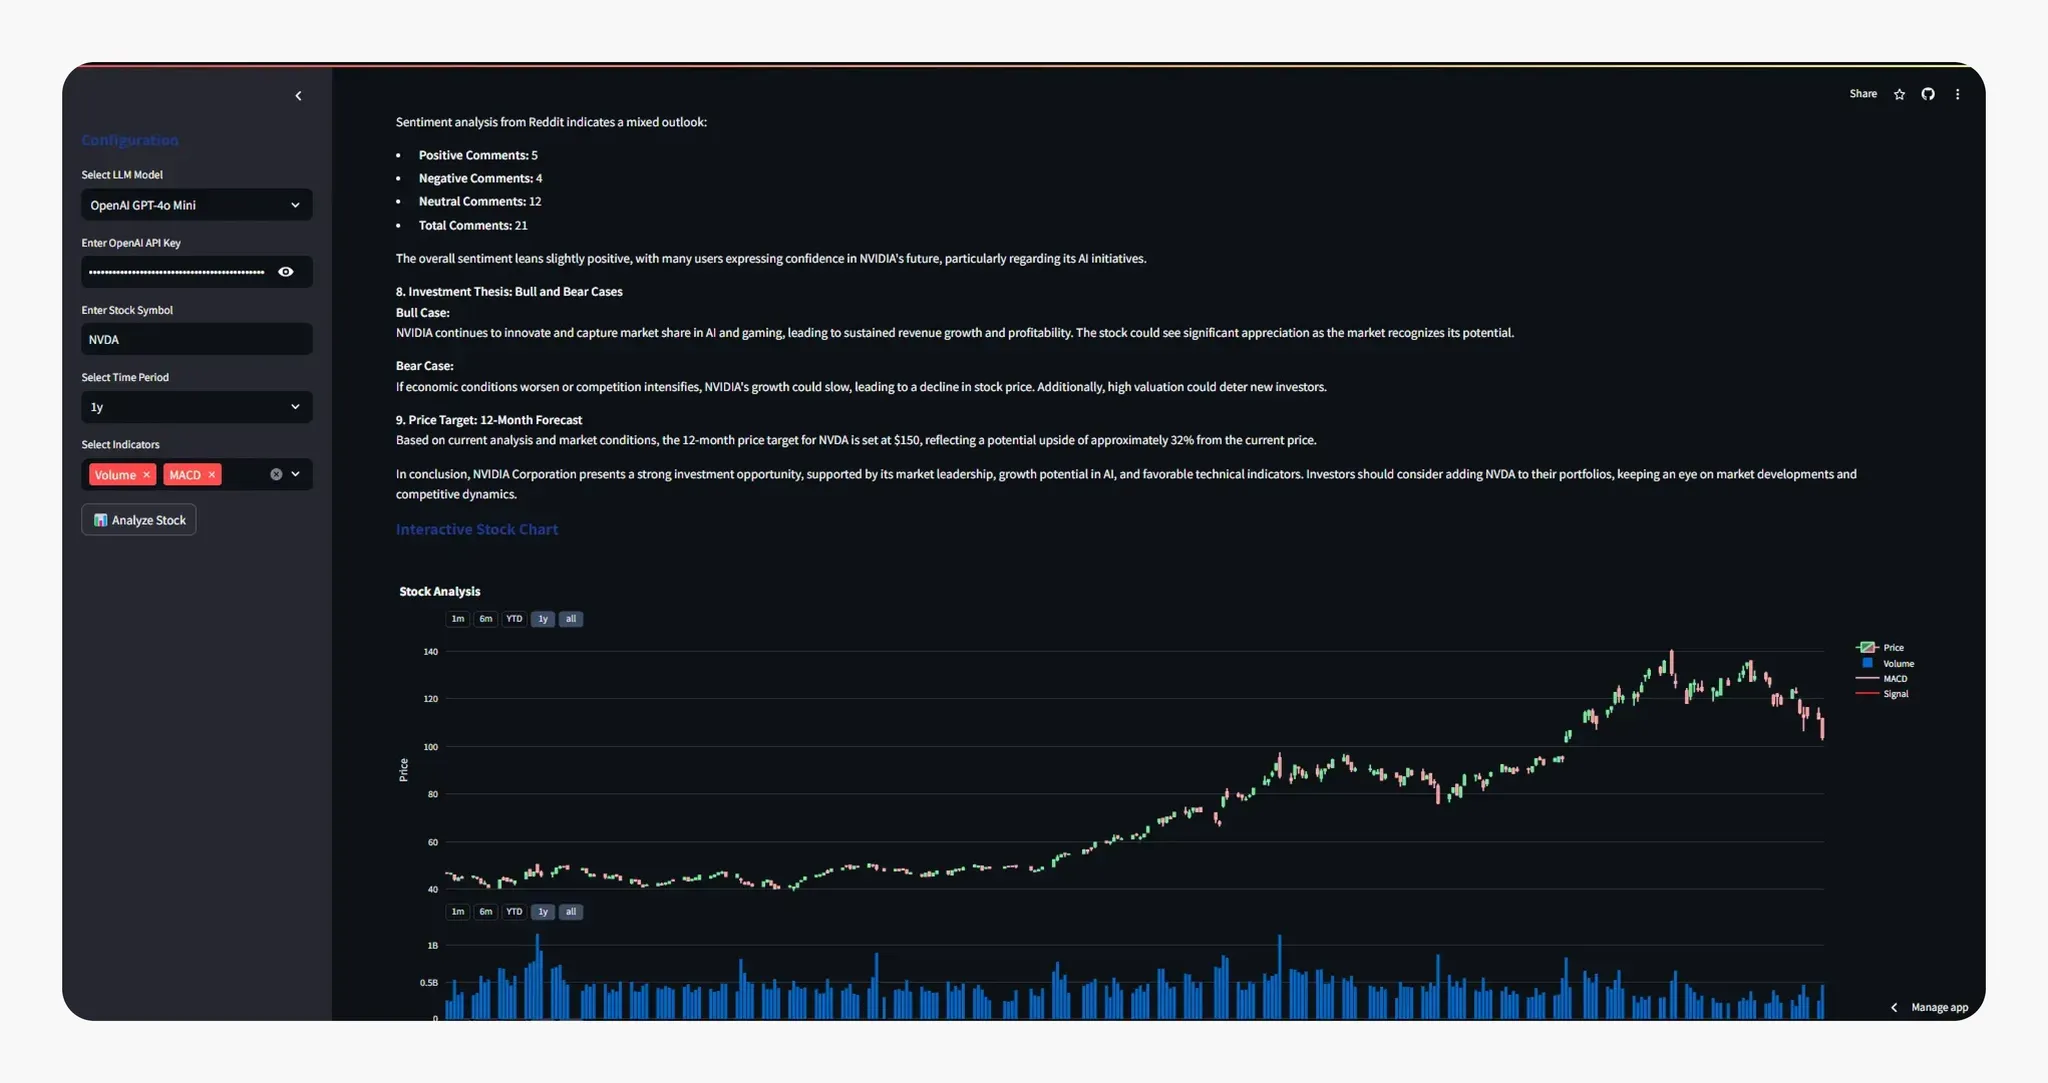 Share
Configuration
Select LLM Model
OpenAI GPT-4o Mini
Enter OpenAI API Key
Enter Stock Symbol
NVDA
Select Time Period
1y
Select Indicators
Volume × MACD ×
Analyze Stock
Sentiment analysis from Reddit indicates a mixed outlook:
• Positive Comments: 5
• Negative Comments: 4
• Neutral Comments: 12
• Total Comments: 21
The overall sentiment leans slightly positive, with many users expressing confidence in NVIDIA's future, particularly regarding its AI initiatives.
8. Investment Thesis: Bull and Bear Cases
Bull Case:
NVIDIA continues to innovate and capture market share in AI and gaming, leading to sustained revenue growth and profitability. The stock could see significant appreciation as the market recognizes its potential.
Bear Case:
If economic conditions worsen or competition intensifies, NVIDIA's growth could slow, leading to a decline in stock price. Additionally, high valuation could deter new investors.
9. Price Target: 12-Month Forecast
Based on current analysis and market conditions, the 12-month price target for NVDA is set at $150, reflecting a potential upside of approximately 32% from the current price.
In conclusion, NVIDIA Corporation presents a strong investment opportunity, supported by its market leadership, growth potential in AI, and favorable technical indicators. Investors should consider adding NVDA to their portfolios, keeping an eye on market developments and
competitive dynamics.
Interactive Stock Chart
Stock Analysis
1m 6m YTD 1y all
140
120
100
80
60
40
Price
Price
Volume
MACD
Signal
1m 6m YTD 1y all
1B
0.5B
0
Manage app